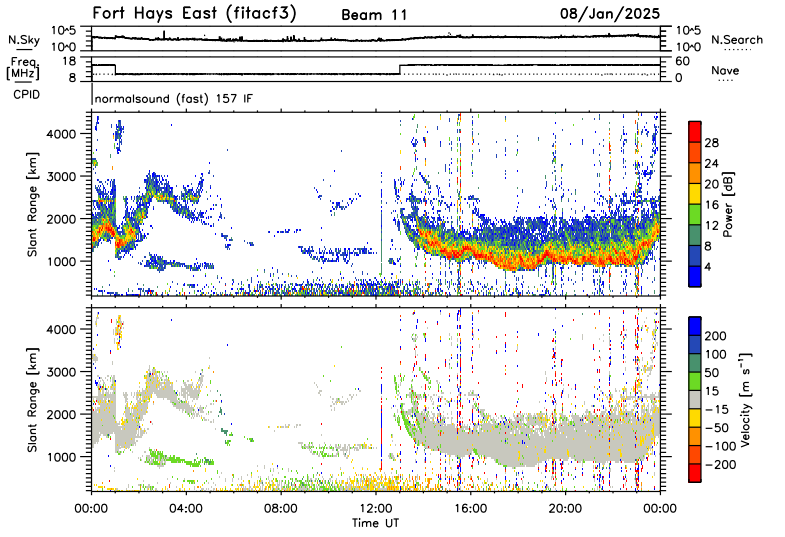 Fort Hays East (fitacf3) Beam 11 08/Jan/2025
N.Sky 10^5 10^0 10^5 10^0 N.Search
Freq. [MHz] 18 8 60 0 Nave
CPID normalsound (fast) 157 IF
Slant Range [km] 4000 3000 2000 1000
Power [dB] 28 24 20 16 12 8 4
Slant Range [km] 4000 3000 2000 1000
Velocity [m s⁻¹] 200 100 50 15 −15 −50 −100 −200
00:00 04:00 08:00 12:00 16:00 20:00 00:00
Time UT